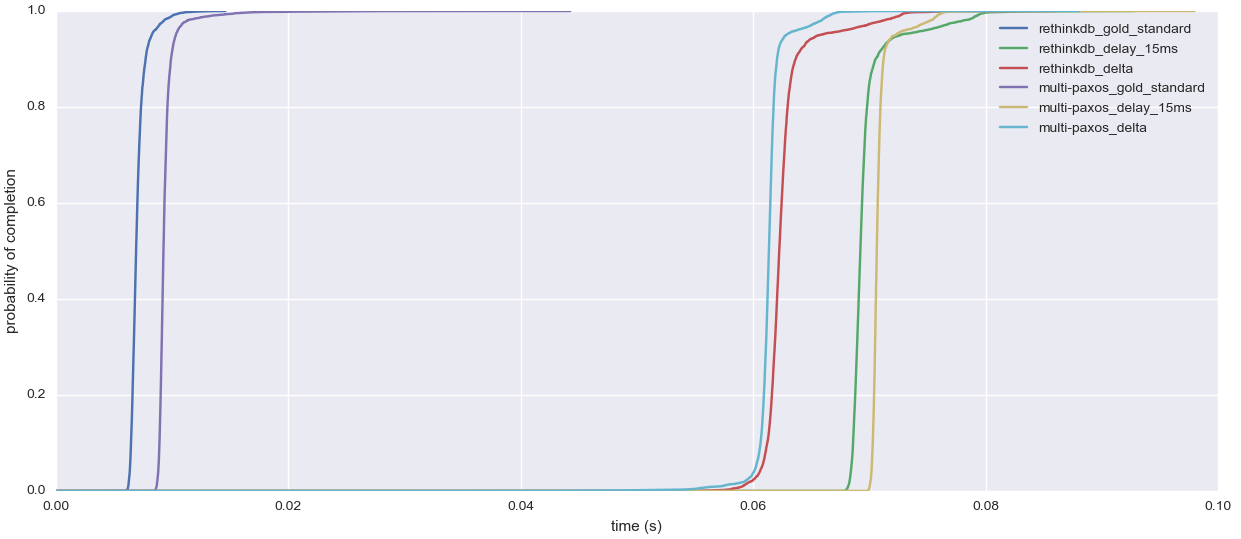 1.0
0.8
0.6
0.4
0.2
0.0
probability of completion
0.00 0.02 0.04 0.06 0.08 0.10
time (s)
rethinkdb_gold_standard
rethinkdb_delay_15ms
rethinkdb_delta
multi-paxos_gold_standard
multi-paxos_delay_15ms
multi-paxos_delta